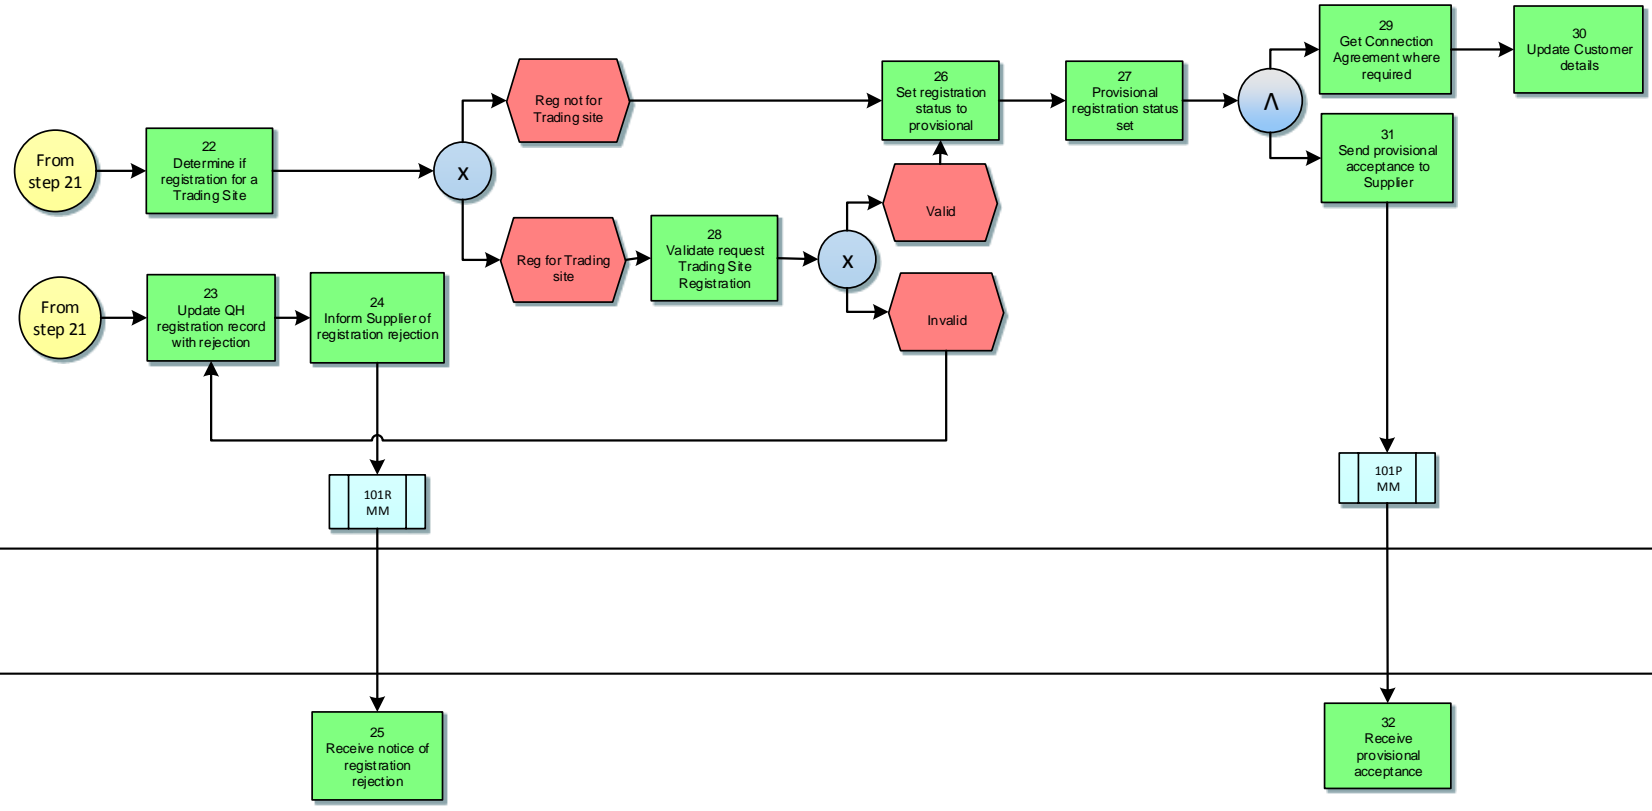 29
Get Connection
Agreement where
required
30
Update Customer
details
Reg not for
Trading site
26
Set registration
status to
provisional
27
Provisional
registration status
set
Λ
From
step 21
22
Determine if
registration for a
Trading Site
x
31
Send provisional
acceptance to
Supplier
Valid
Reg for Trading
site
28
Validate request
Trading Site
Registration
x
From
step 21
23
Update QH
registration record
with rejection
24
Inform Supplier of
registration rejection
Invalid
101R
MM
101P
MM
25
Receive notice of
registration
rejection
32
Receive
provisional
acceptance